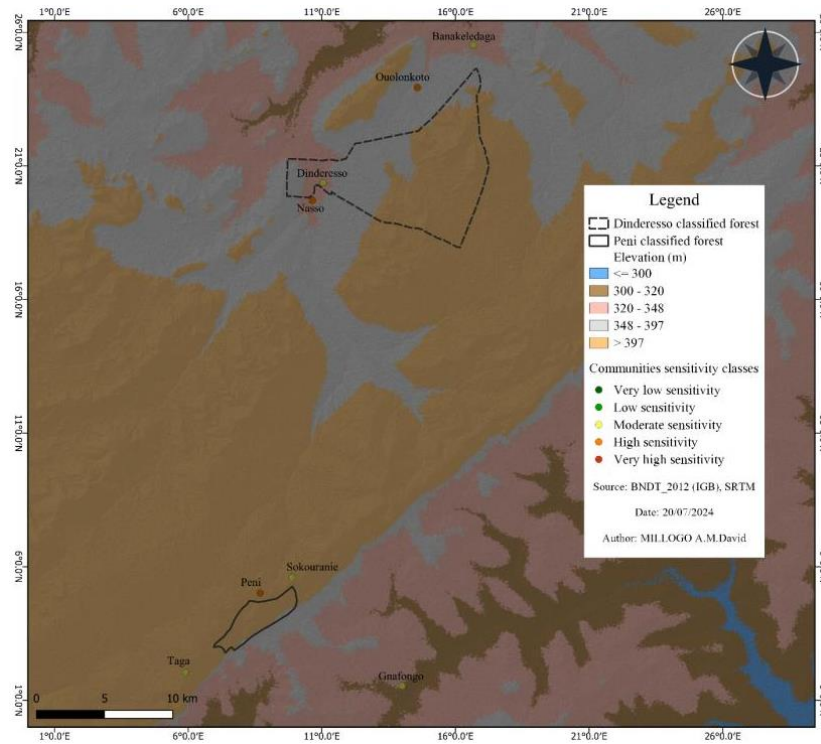 1°0.0'E 6°0.0'E 11°0.0'E 16°0.0'E 21°0.0'E 26°0.0'E
26°0.0'N
21°0.0'N
16°0.0'N
11°0.0'N
6°0.0'N
1°0.0'N
Banakeledaga
Ouolonkoto
Dinderesso
Nasso
Sokouranie
Peni
Taga
Gnafongo
Legend
Dinderesso classified forest
Peni classified forest
Elevation (m)
<= 300
300 - 320
320 - 348
348 - 397
> 397
Communities sensitivity classes
Very low sensitivity
Low sensitivity
Moderate sensitivity
High sensitivity
Very high sensitivity
Source: BNDT_2012 (IGB), SRTM
Date: 20/07/2024
Author: MILLOGO A.M.David
0 5 10 km
1°0.0'E 6°0.0'E 11°0.0'E 16°0.0'E 21°0.0'E 26°0.0'E